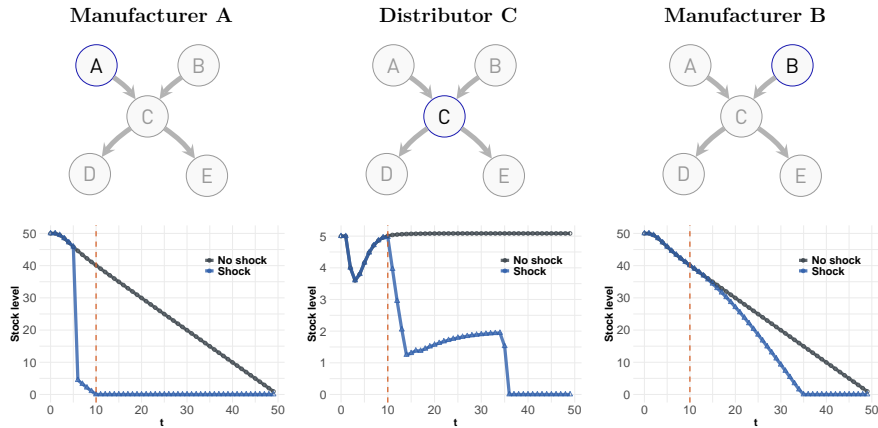 Manufacturer A
Distributor C
Manufacturer B
A
B
C
D
E
A
B
C
D
E
A
B
C
D
E
Stock level
50
40
30
20
10
0
No shock
Shock
0
10
20
30
40
50
t
Stock level
5
4
3
2
1
0
No shock
Shock
0
10
20
30
40
50
t
Stock level
50
40
30
20
10
0
No shock
Shock
0
10
20
30
40
50
t